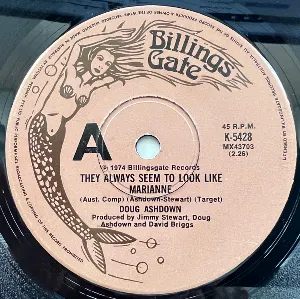 Billings
Gate
A
45 R.P.M.
K-5428
MX43703
(2.26)
℗ 1974 Billingsgate Records
THEY ALWAYS SEEM TO LOOK LIKE
MARIANNE
(Aust. Comp) (Ashdown-Stewart) (Target)
DOUG ASHDOWN
Produced by Jimmy Stewart, Doug
Ashdown and David Briggs